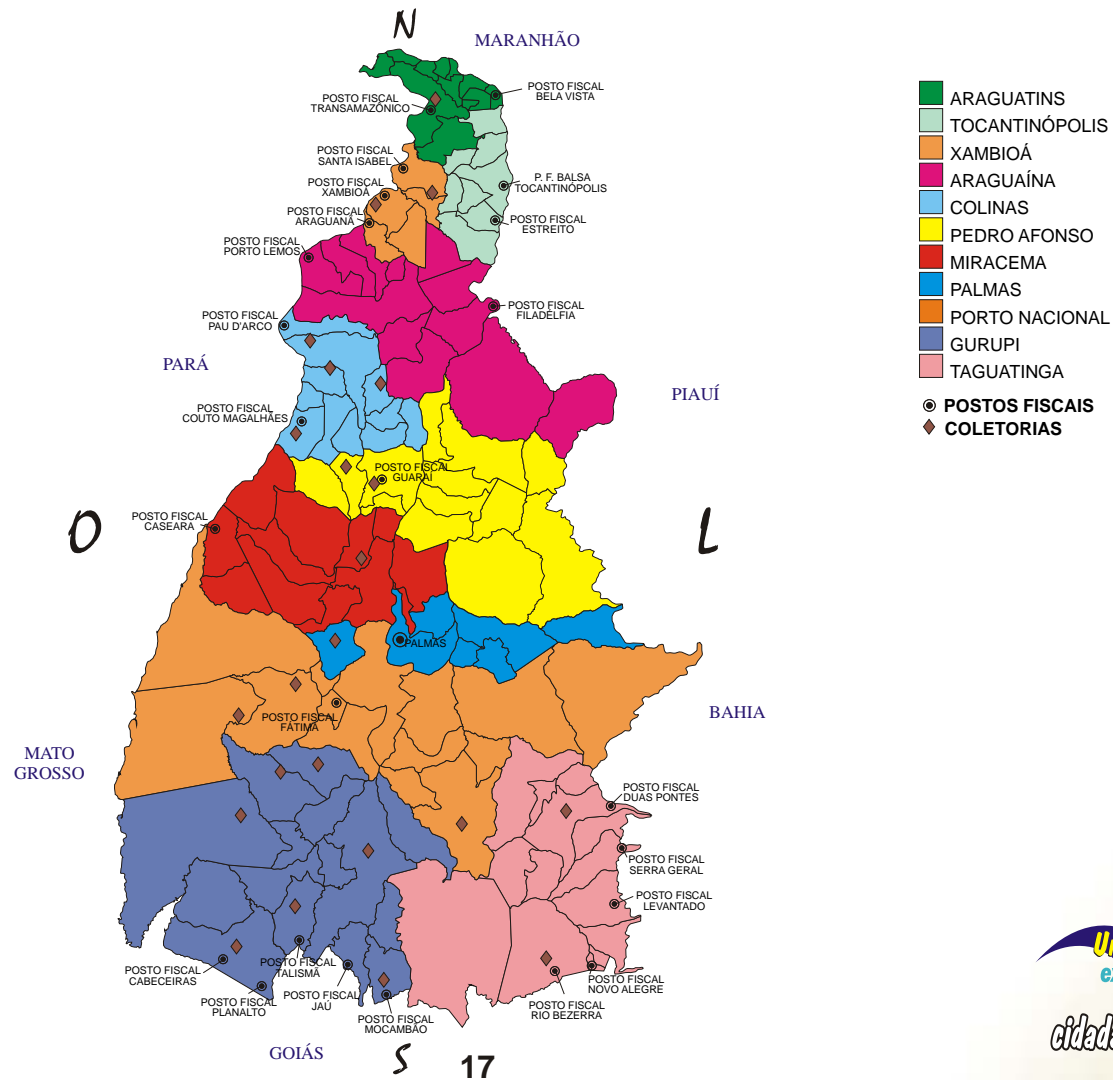 N
MARANHÃO
POSTO FISCAL
BELA VISTA
POSTO FISCAL
TRANSAMAZÔNICO
POSTO FISCAL
SANTA ISABEL
P. F. BALSA
TOCANTINÓPOLIS
POSTO FISCAL
XAMBIOÁ
POSTO FISCAL
ARAGUANÃ
POSTO FISCAL
ESTREITO
POSTO FISCAL
PORTO LEMOS
POSTO FISCAL
FILADÉLFIA
POSTO FISCAL
PAU D'ARCO
PARÁ
PIAUÍ
POSTO FISCAL
COUTO MAGALHÃES
POSTO FISCAL
GUARAÍ
POSTO FISCAL
CASEARA
O
L
PALMAS
POSTO FISCAL
FÁTIMA
BAHIA
MATO
GROSSO
POSTO FISCAL
DUAS PONTES
POSTO FISCAL
SERRA GERAL
POSTO FISCAL
LEVANTADO
POSTO FISCAL
CABECEIRAS
POSTO FISCAL
TALISMÃ
POSTO FISCAL
PLANALTO
POSTO FISCAL
JAÚ
POSTO FISCAL
MOCAMBÃO
POSTO FISCAL
RIO BEZERRA
POSTO FISCAL
NOVO ALEGRE
GOIÁS
S
17
ARAGUATINS
TOCANTINÓPOLIS
XAMBIOÁ
ARAGUAÍNA
COLINAS
PEDRO AFONSO
MIRACEMA
PALMAS
PORTO NACIONAL
GURUPI
TAGUATINGA
POSTOS FISCAIS
COLETORIAS